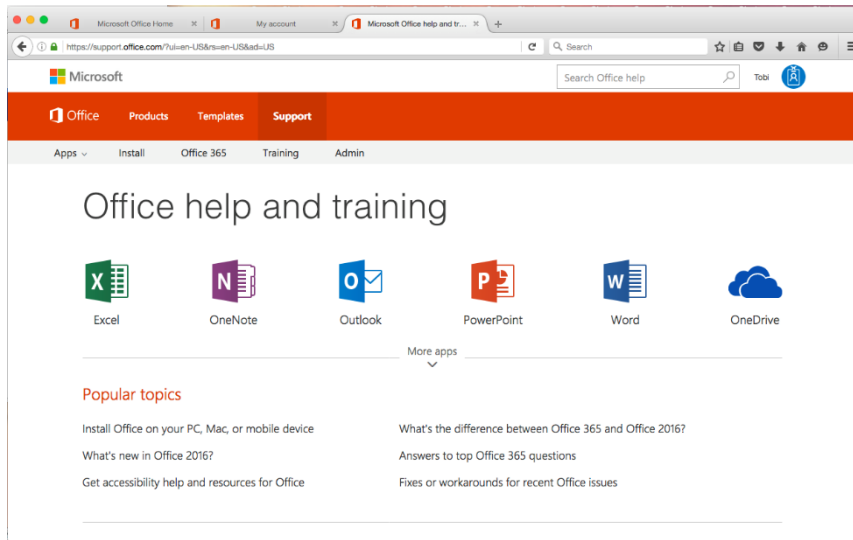 Microsoft Office Home × My account × Microsoft Office help and tr... × +
https://support.office.com/?ui=en-US&rs=en-US&ad=US Search
Microsoft Search Office help Tobi
Office Products Templates Support
Apps Install Office 365 Training Admin
Office help and training
X N O P W
Excel OneNote Outlook PowerPoint Word OneDrive
More apps
Popular topics
Install Office on your PC, Mac, or mobile device What's the difference between Office 365 and Office 2016?
What's new in Office 2016? Answers to top Office 365 questions
Get accessibility help and resources for Office Fixes or workarounds for recent Office issues